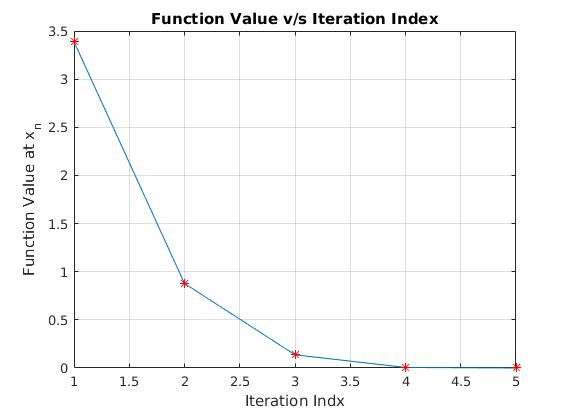 Function Value v/s Iteration Index
Function Value at x_n
3.5
3
2.5
2
1.5
1
0.5
0
1 1.5 2 2.5 3 3.5 4 4.5 5
Iteration Indx